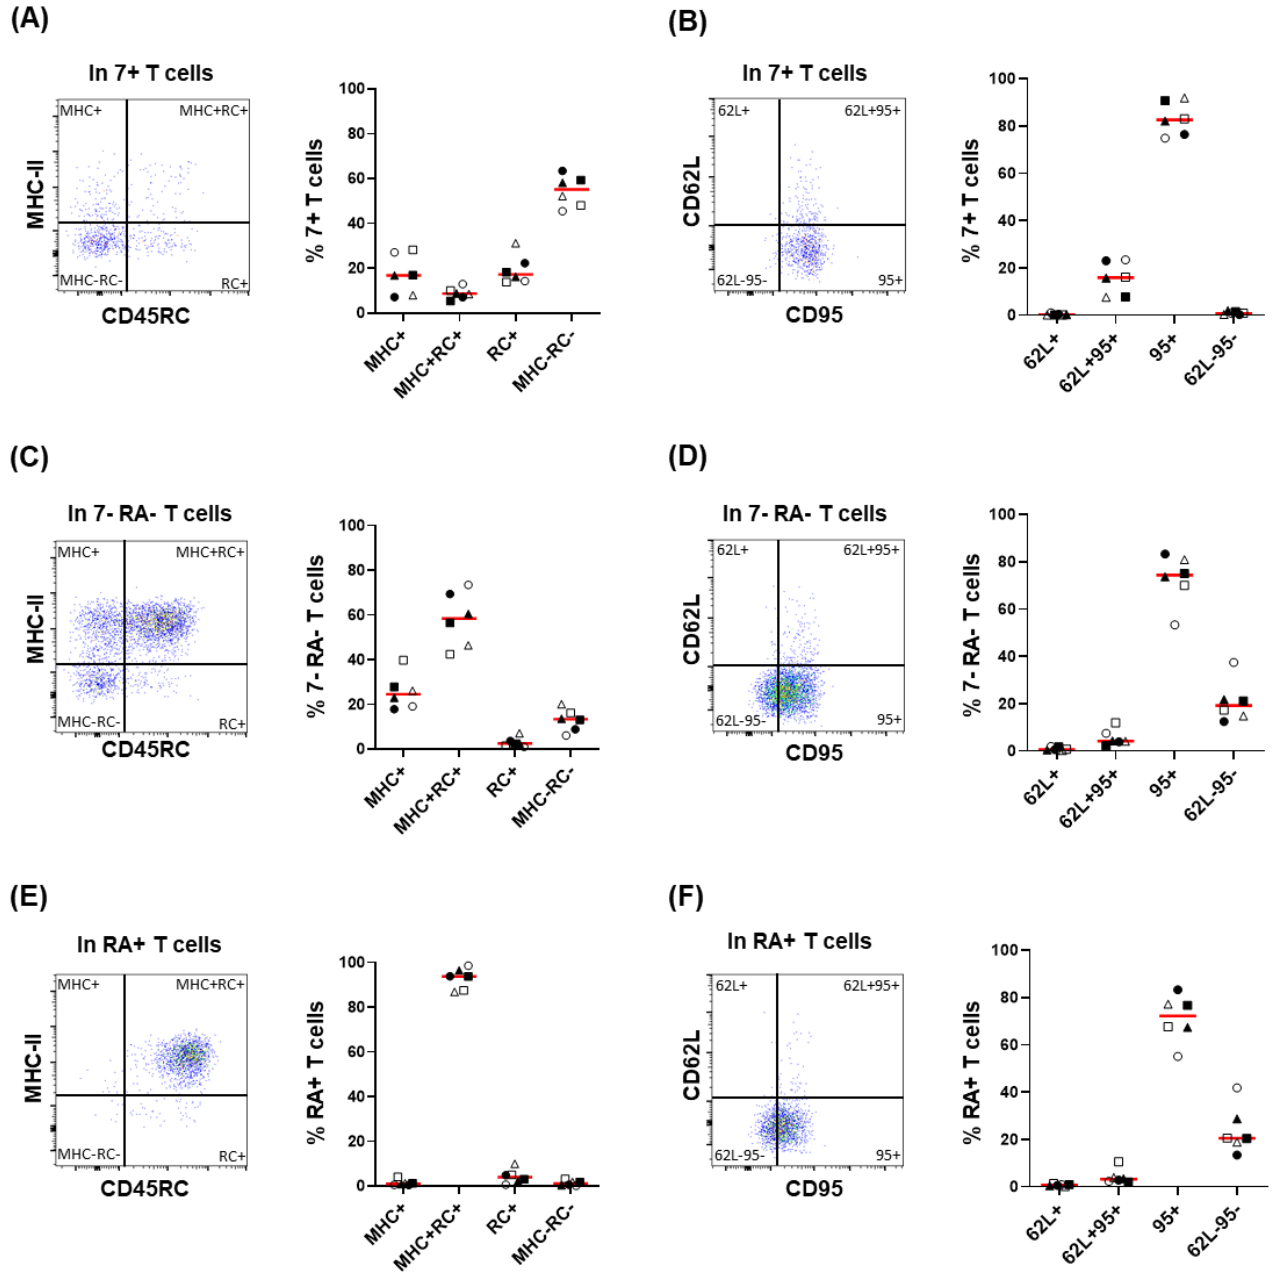 (A)
In 7+ T cells
MHC+
MHC+RC+
MHC-RC-
RC+
MHC-II
CD45RC
% 7+ T cells
100
80
60
40
20
0
MHC+
MHC+RC+
RC+
MHC-RC-
(B)
In 7+ T cells
62L+
62L+95+
62L-95-
95+
CD62L
CD95
% 7+ T cells
100
80
60
40
20
0
62L+
62L+95+
95+
62L-95-
(C)
In 7- RA- T cells
MHC+
MHC+RC+
MHC-RC-
RC+
MHC-II
CD45RC
% 7- RA- T cells
100
80
60
40
20
0
MHC+
MHC+RC+
RC+
MHC-RC-
(D)
In 7- RA- T cells
62L+
62L+95+
62L-95-
95+
CD62L
CD95
% 7- RA- T cells
100
80
60
40
20
0
62L+
62L+95+
95+
62L-95-
(E)
In RA+ T cells
MHC+
MHC+RC+
MHC-RC-
RC+
MHC-II
CD45RC
% RA+ T cells
100
80
60
40
20
0
MHC+
MHC+RC+
RC+
MHC-RC-
(F)
In RA+ T cells
62L+
62L+95+
62L-95-
95+
CD62L
CD95
% RA+ T cells
100
80
60
40
20
0
62L+
62L+95+
95+
62L-95-